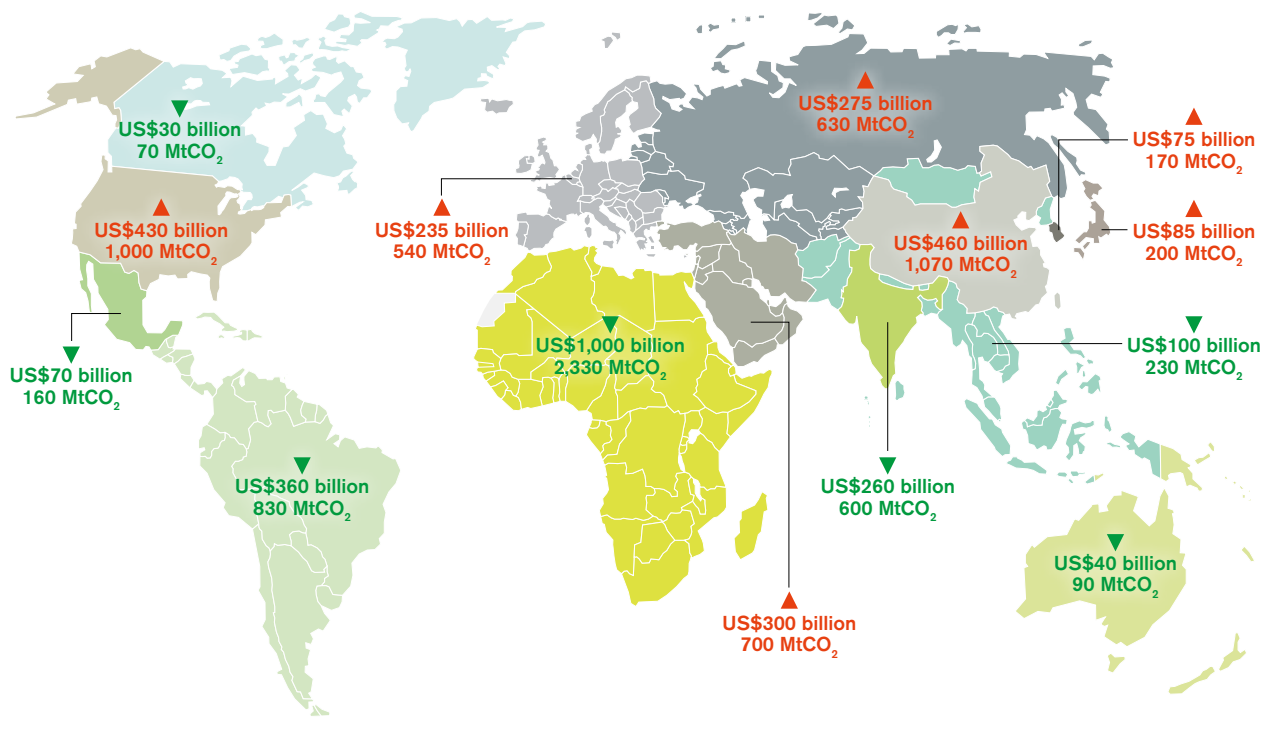 US$30 billion
70 MtCO₂
US$275 billion
630 MtCO₂
US$75 billion
170 MtCO₂
US$430 billion
1,000 MtCO₂
US$235 billion
540 MtCO₂
US$460 billion
1,070 MtCO₂
US$85 billion
200 MtCO₂
US$70 billion
160 MtCO₂
US$1,000 billion
2,330 MtCO₂
US$100 billion
230 MtCO₂
US$360 billion
830 MtCO₂
US$260 billion
600 MtCO₂
US$40 billion
90 MtCO₂
US$300 billion
700 MtCO₂